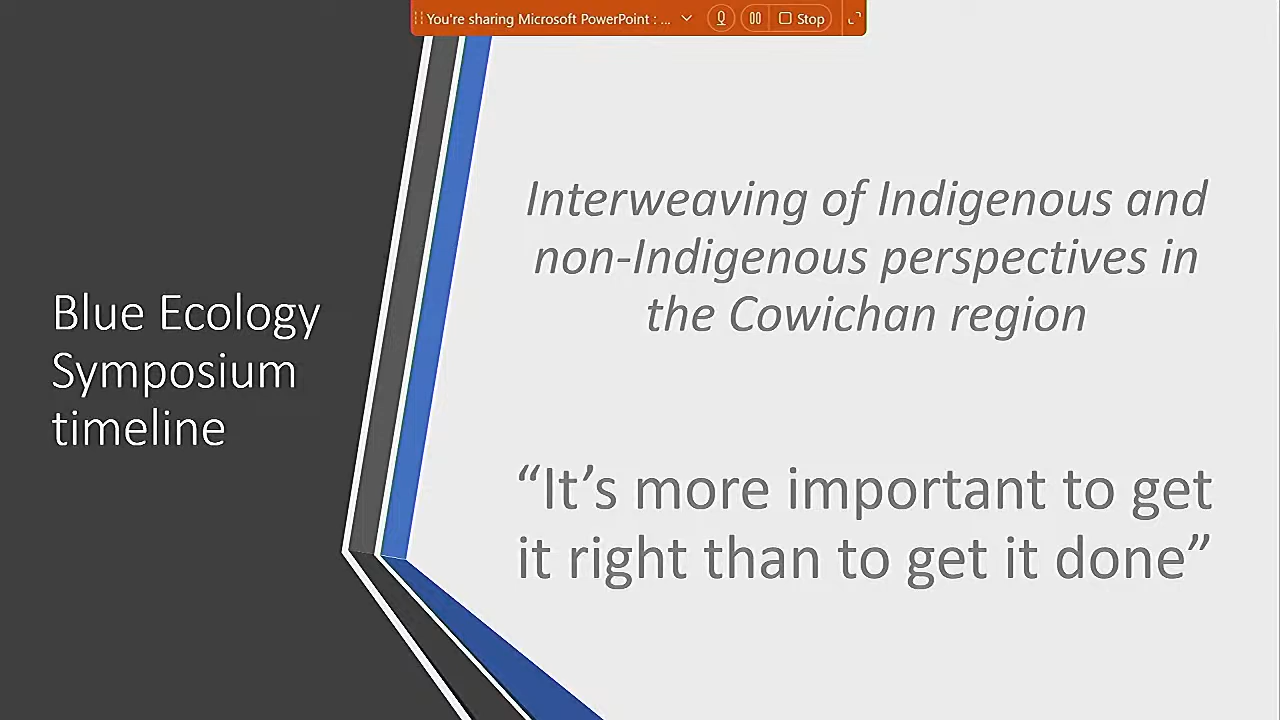 You're sharing Microsoft PowerPoint : ...
Stop
Blue Ecology
Symposium
timeline
Interweaving of Indigenous and
non-Indigenous perspectives in
the Cowichan region
“It’s more important to get
it right than to get it done”